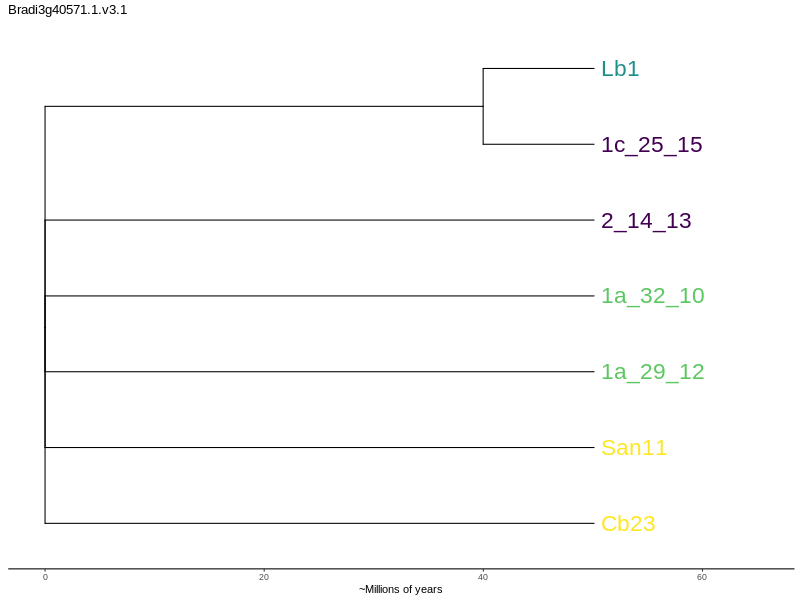 Bradi3g40571.1.v3.1
Lb1
1c_25_15
2_14_13
1a_32_10
1a_29_12
San11
Cb23
0 20 40 60
~Millions of years